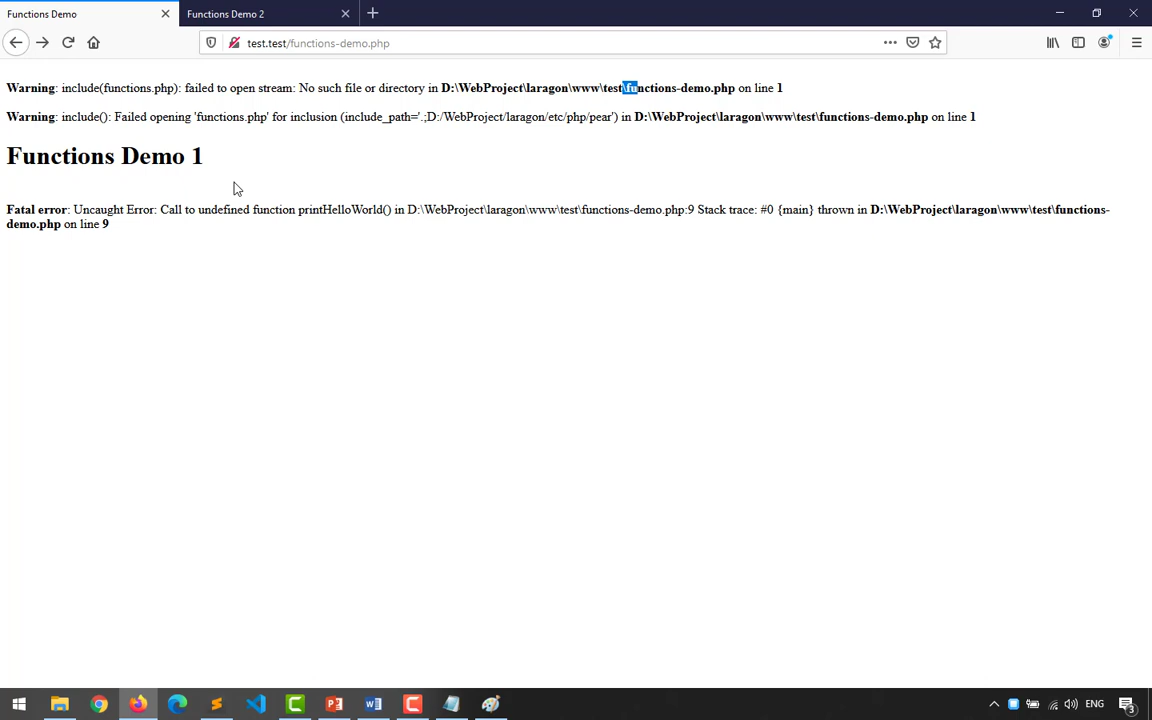 Functions Demo
Functions Demo 2
test.test/functions-demo.php
Warning: include(functions.php): failed to open stream: No such file or directory in D:\WebProject\laragon\www\test\functions-demo.php on line 1
Warning: include(): Failed opening 'functions.php' for inclusion (include_path='.;D:/WebProject/laragon/etc/php/pear') in D:\WebProject\laragon\www\test\functions-demo.php on line 1
Functions Demo 1
Fatal error: Uncaught Error: Call to undefined function printHelloWorld() in D:\WebProject\laragon\www\test\functions-demo.php:9 Stack trace: #0 {main} thrown in D:\WebProject\laragon\www\test\functions-
demo.php on line 9
ENG
3